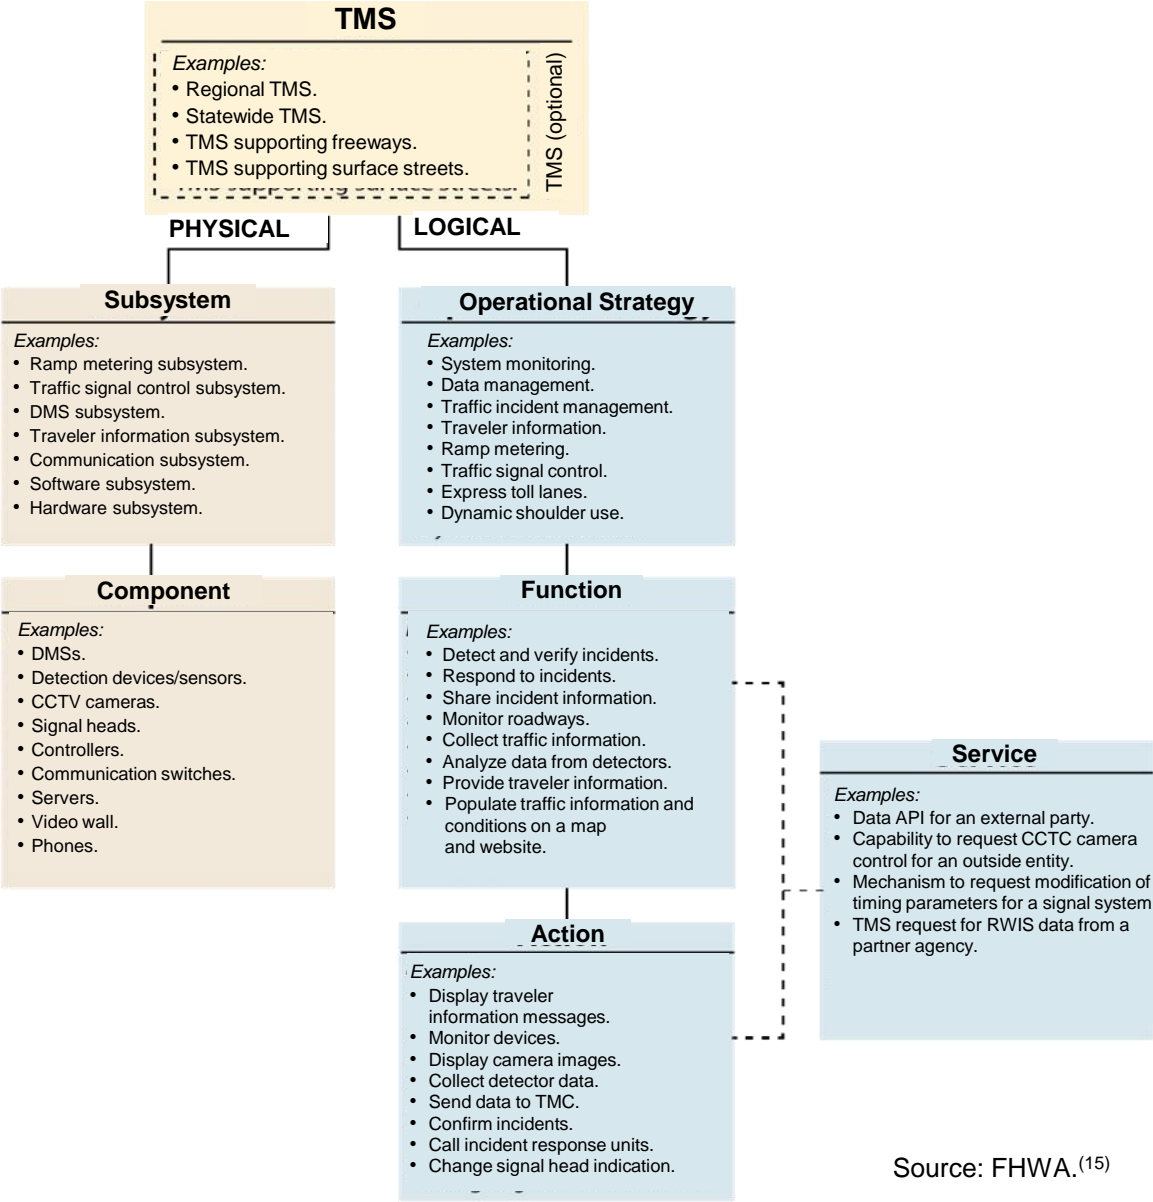 TMS
Examples:
• Regional TMS.
• Statewide TMS.
• TMS supporting freeways.
• TMS supporting surface streets.
TMS (optional)
PHYSICAL
LOGICAL
Subsystem
Examples:
• Ramp metering subsystem.
• Traffic signal control subsystem.
• DMS subsystem.
• Traveler information subsystem.
• Communication subsystem.
• Software subsystem.
• Hardware subsystem.
Operational Strategy
Examples:
• System monitoring.
• Data management.
• Traffic incident management.
• Traveler information.
• Ramp metering.
• Traffic signal control.
• Express toll lanes.
• Dynamic shoulder use.
Component
Examples:
• DMSs.
• Detection devices/sensors.
• CCTV cameras.
• Signal heads.
• Controllers.
• Communication switches.
• Servers.
• Video wall.
• Phones.
Function
Examples:
• Detect and verify incidents.
• Respond to incidents.
• Share incident information.
• Monitor roadways.
• Collect traffic information.
• Analyze data from detectors.
• Provide traveler information.
• Populate traffic information and
conditions on a map
and website.
Service
Examples:
• Data API for an external party.
• Capability to request CCTC camera
control for an outside entity.
• Mechanism to request modification of
timing parameters for a signal system
• TMS request for RWIS data from a
partner agency.
Action
Examples:
• Display traveler
information messages.
• Monitor devices.
• Display camera images.
• Collect detector data.
• Send data to TMC.
• Confirm incidents.
• Call incident response units.
• Change signal head indication.
Source: FHWA.(15)